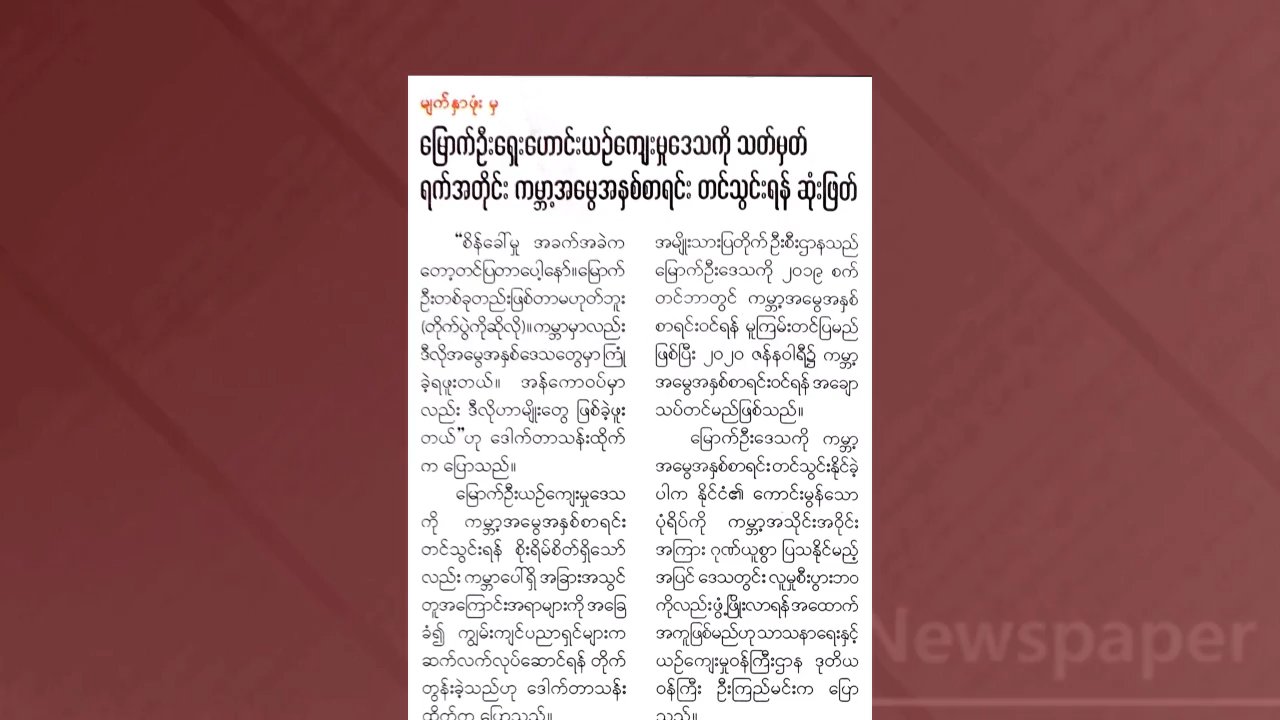 မျက်နှာဖုံး မှ
မြောက်ဦးရှေးဟောင်းယဉ်ကျေးမှုဒေသကို သတ်မှတ်
ရက်အတိုင်း ကမ္ဘာ့အမွေအနှစ်စာရင်း တင်သွင်းရန် ဆုံးဖြတ်
“စိန်ခေါ်မှု အခက်အခဲက
တော့တင်ပြတာပေါ့နော်။မြောက်
ဦးတစ်ခုတည်းဖြစ်တာမဟုတ်ဘူး
(တိုက်ပွဲကိုဆိုလို)။ကမ္ဘာမှာလည်း
ဒီလိုအမွေအနှစ်ဒေသတွေမှာ ကြုံ
ခဲ့ရဖူးတယ်။ အန်ကောဝပ်မှာ
လည်း ဒီလိုဟာမျိုးတွေ ဖြစ်ခဲ့ဖူး
တယ်”ဟု ဒေါက်တာသန်းထိုက်
က ပြောသည်။
မြောက်ဦးယဉ်ကျေးမှုဒေသ
ကို ကမ္ဘာ့အမွေအနှစ်စာရင်း
တင်သွင်းရန် စိုးရိမ်စိတ်ရှိသော်
လည်း ကမ္ဘာပေါ်ရှိ အခြားအသွင်
တူအကြောင်းအရာများကို အခြေ
ခံ၍ ကျွမ်းကျင်ပညာရှင်များက
ဆက်လက်လုပ်ဆောင်ရန် တိုက်
တွန်းခဲ့သည်ဟု ဒေါက်တာသန်း
ထိုက်က ပြောသည်။
အမျိုးသားပြတိုက်ဦးစီးဌာနသည်
မြောက်ဦးဒေသကို ၂၀၁၉ စက်
တင်ဘာတွင် ကမ္ဘာ့အမွေအနှစ်
စာရင်းဝင်ရန် မူကြမ်းတင်ပြမည်
ဖြစ်ပြီး ၂၀၂၀ ဇန်နဝါရီ၌ ကမ္ဘာ့
အမွေအနှစ်စာရင်းဝင်ရန် အချော
သပ်တင်မည်ဖြစ်သည်။
မြောက်ဦးဒေသကို ကမ္ဘာ့
အမွေအနှစ်စာရင်း တင်သွင်းနိုင်ခဲ့
ပါက နိုင်ငံ၏ ကောင်းမွန်သော
ပုံရိပ်ကို ကမ္ဘာ့အသိုင်းအဝိုင်း
အကြား ဂုဏ်ယူစွာ ပြသနိုင်မည့်
အပြင် ဒေသတွင်း လူမှုစီးပွားဘဝ
ကိုလည်းဖွံ့ဖြိုးလာရန်အထောက်
အကူဖြစ်မည်ဟုသာသနာရေးနှင့်
ယဉ်ကျေးမှုဝန်ကြီးဌာန ဒုတိယ
ဝန်ကြီး ဦးကြည်မင်းက ပြော
သည်။
Newspaper